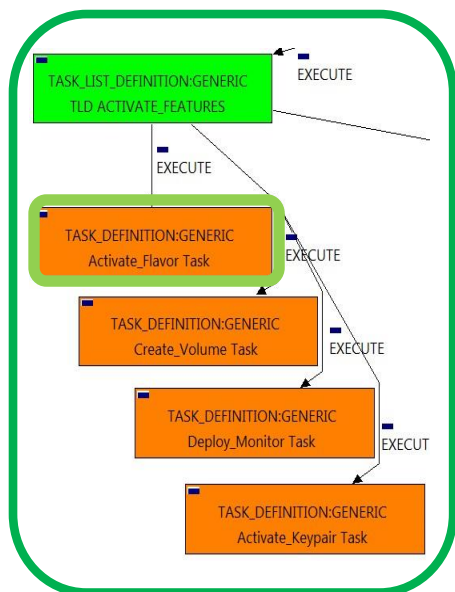 EXECUTE
TASK_LIST_DEFINITION:GENERIC
TLD ACTIVATE_FEATURES
EXECUTE
TASK_DEFINITION:GENERIC
Activate_Flavor Task
EXECUTE
TASK_DEFINITION:GENERIC
Create_Volume Task
EXECUTE
TASK_DEFINITION:GENERIC
Deploy_Monitor Task
EXECUT
TASK_DEFINITION:GENERIC
Activate_Keypair Task